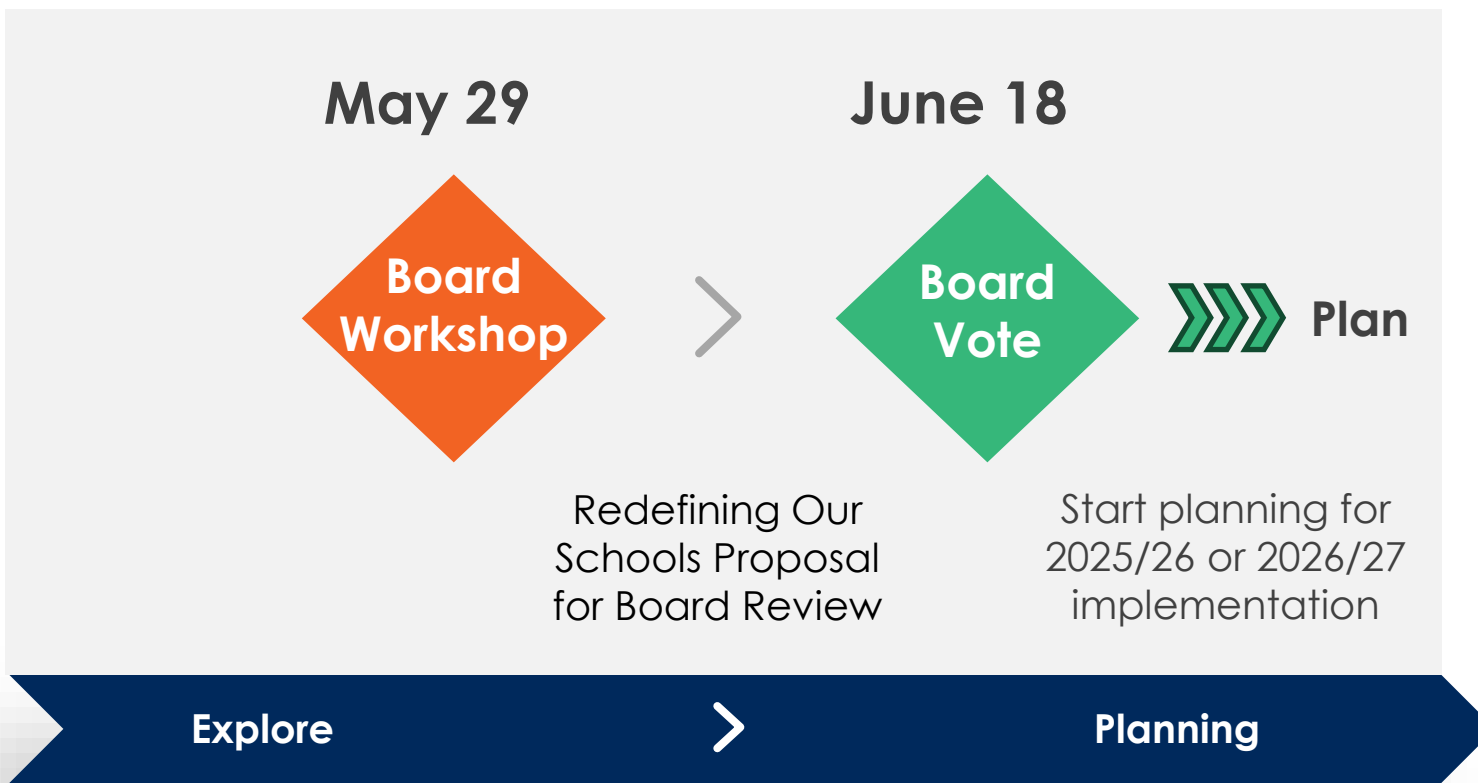 May 29
June 18
Board
Workshop
Board
Vote
Plan
Redefining Our
Schools Proposal
for Board Review
Start planning for
2025/26 or 2026/27
implementation
Explore
Planning